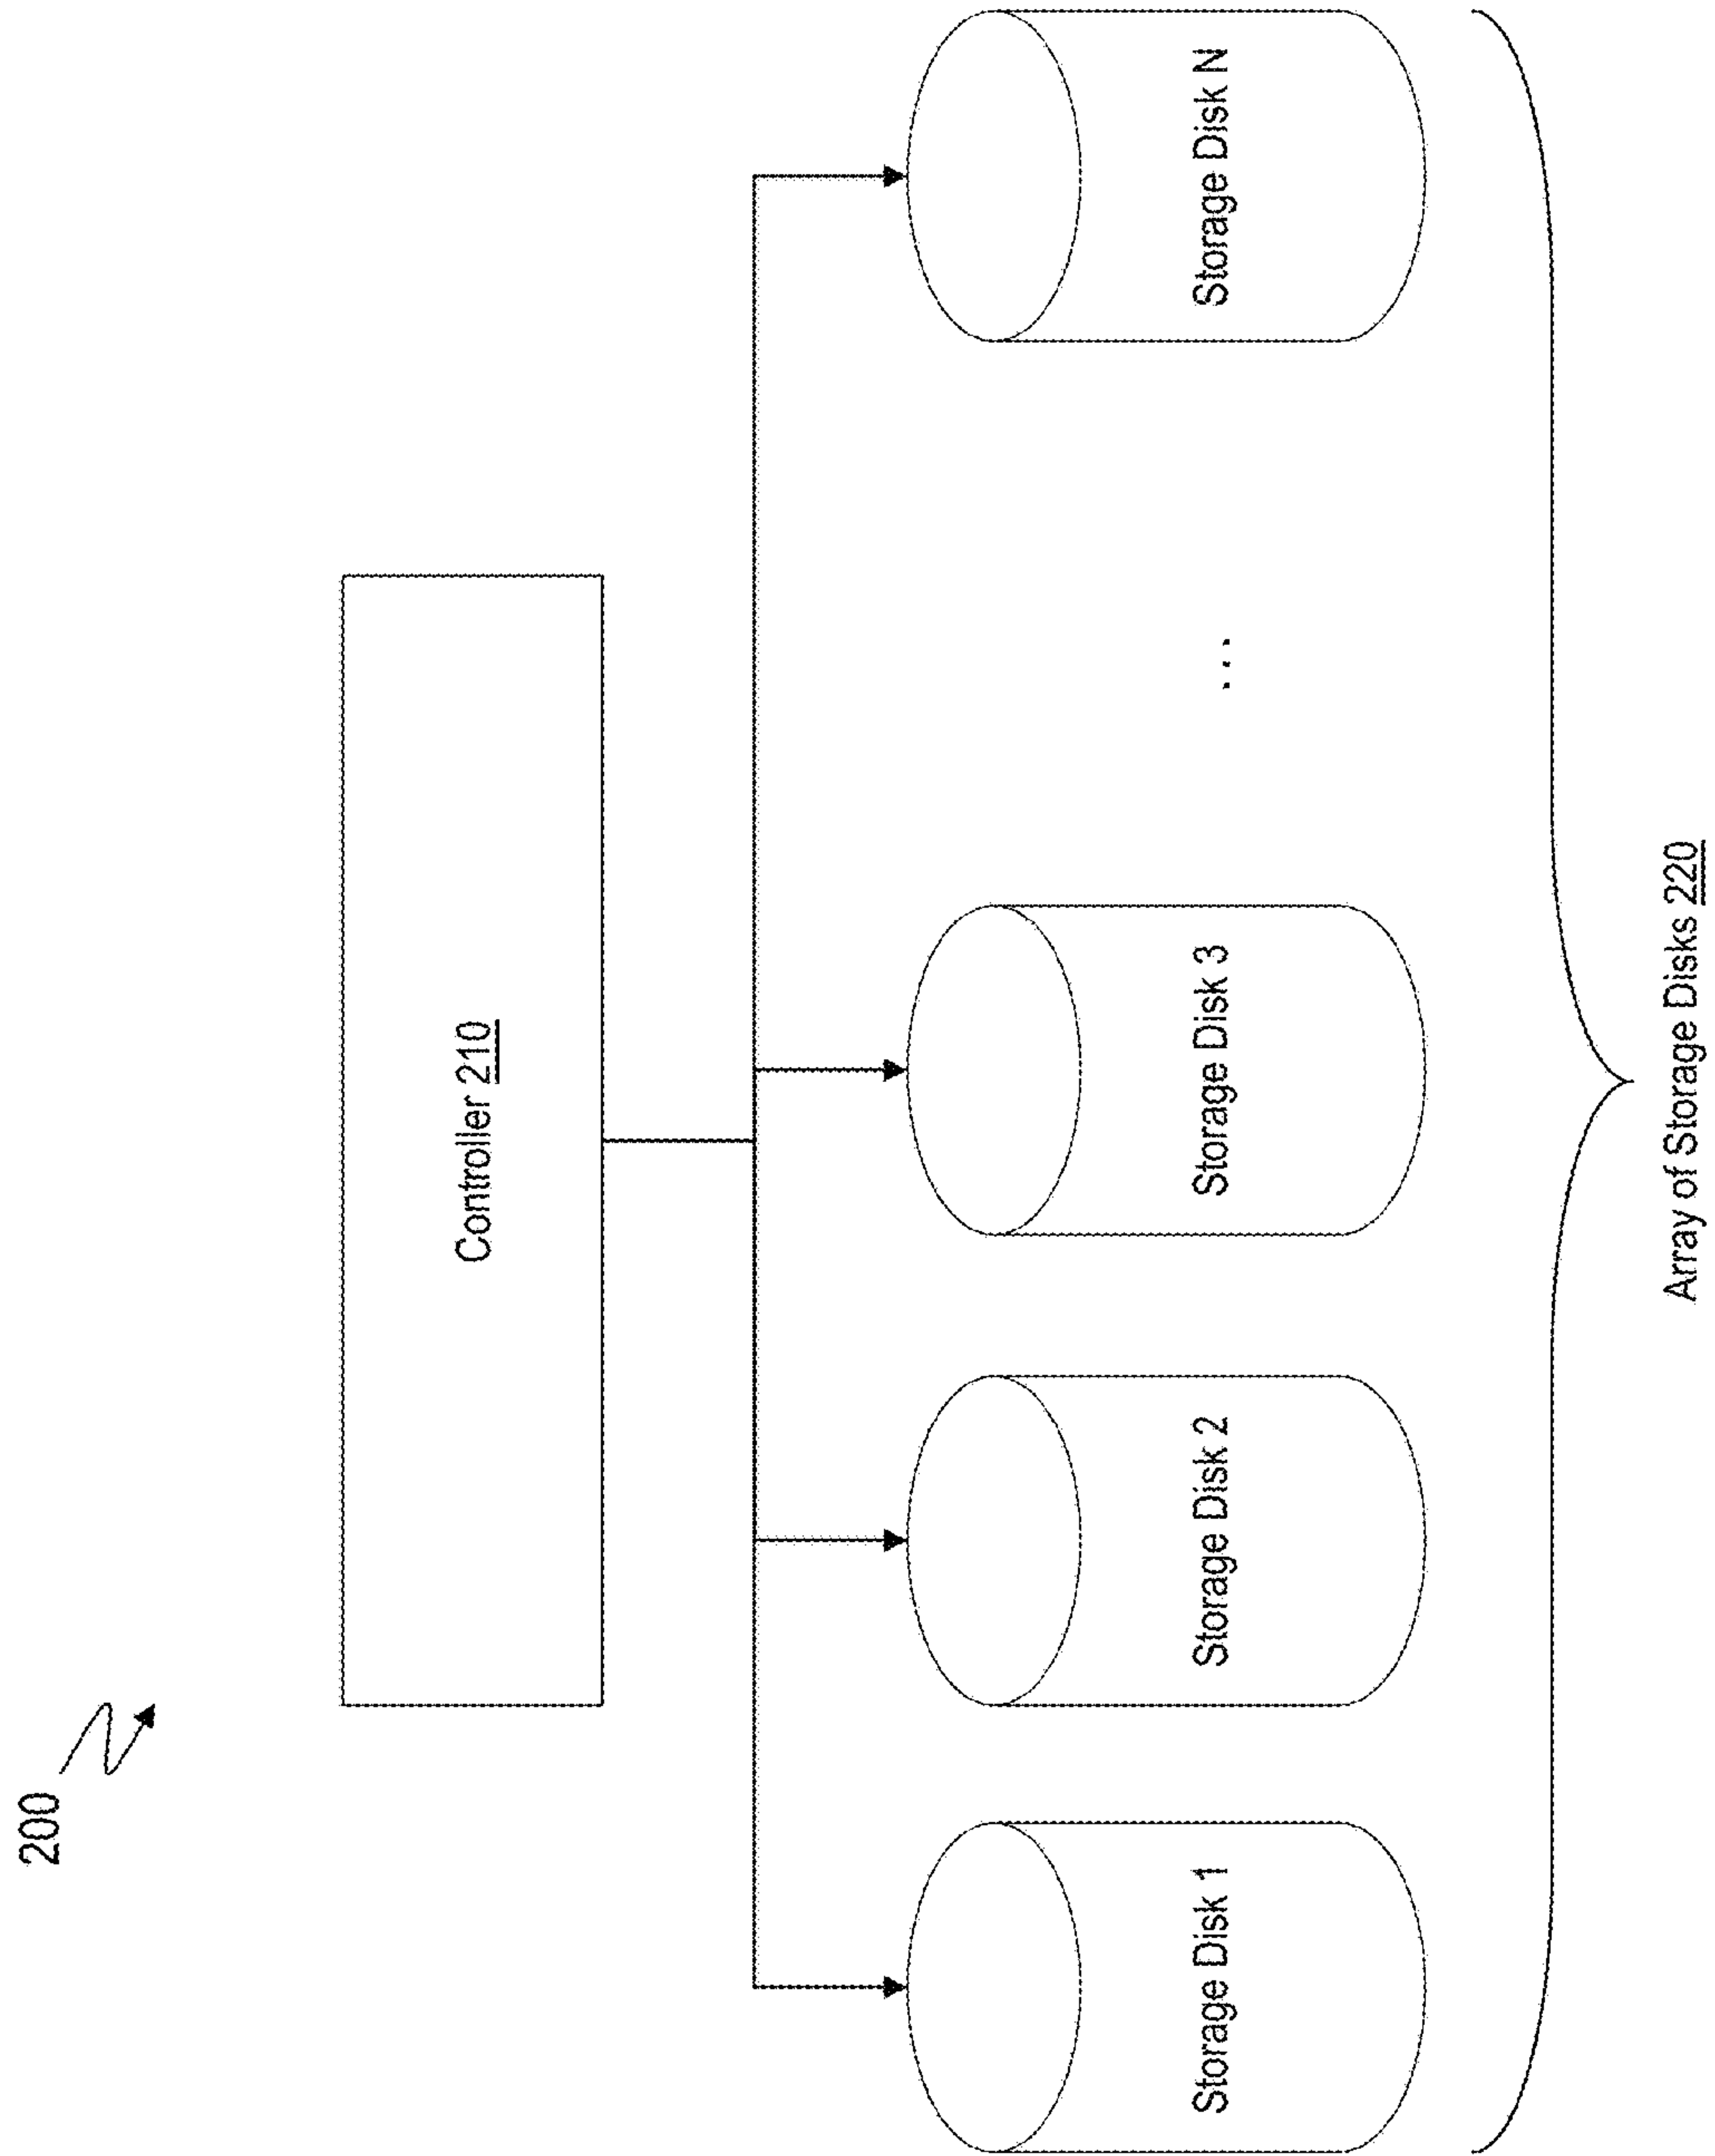 200
Controller 210
Storage Disk 1
Storage Disk 2
Storage Disk 3
...
Storage Disk N
Array of Storage Disks 220